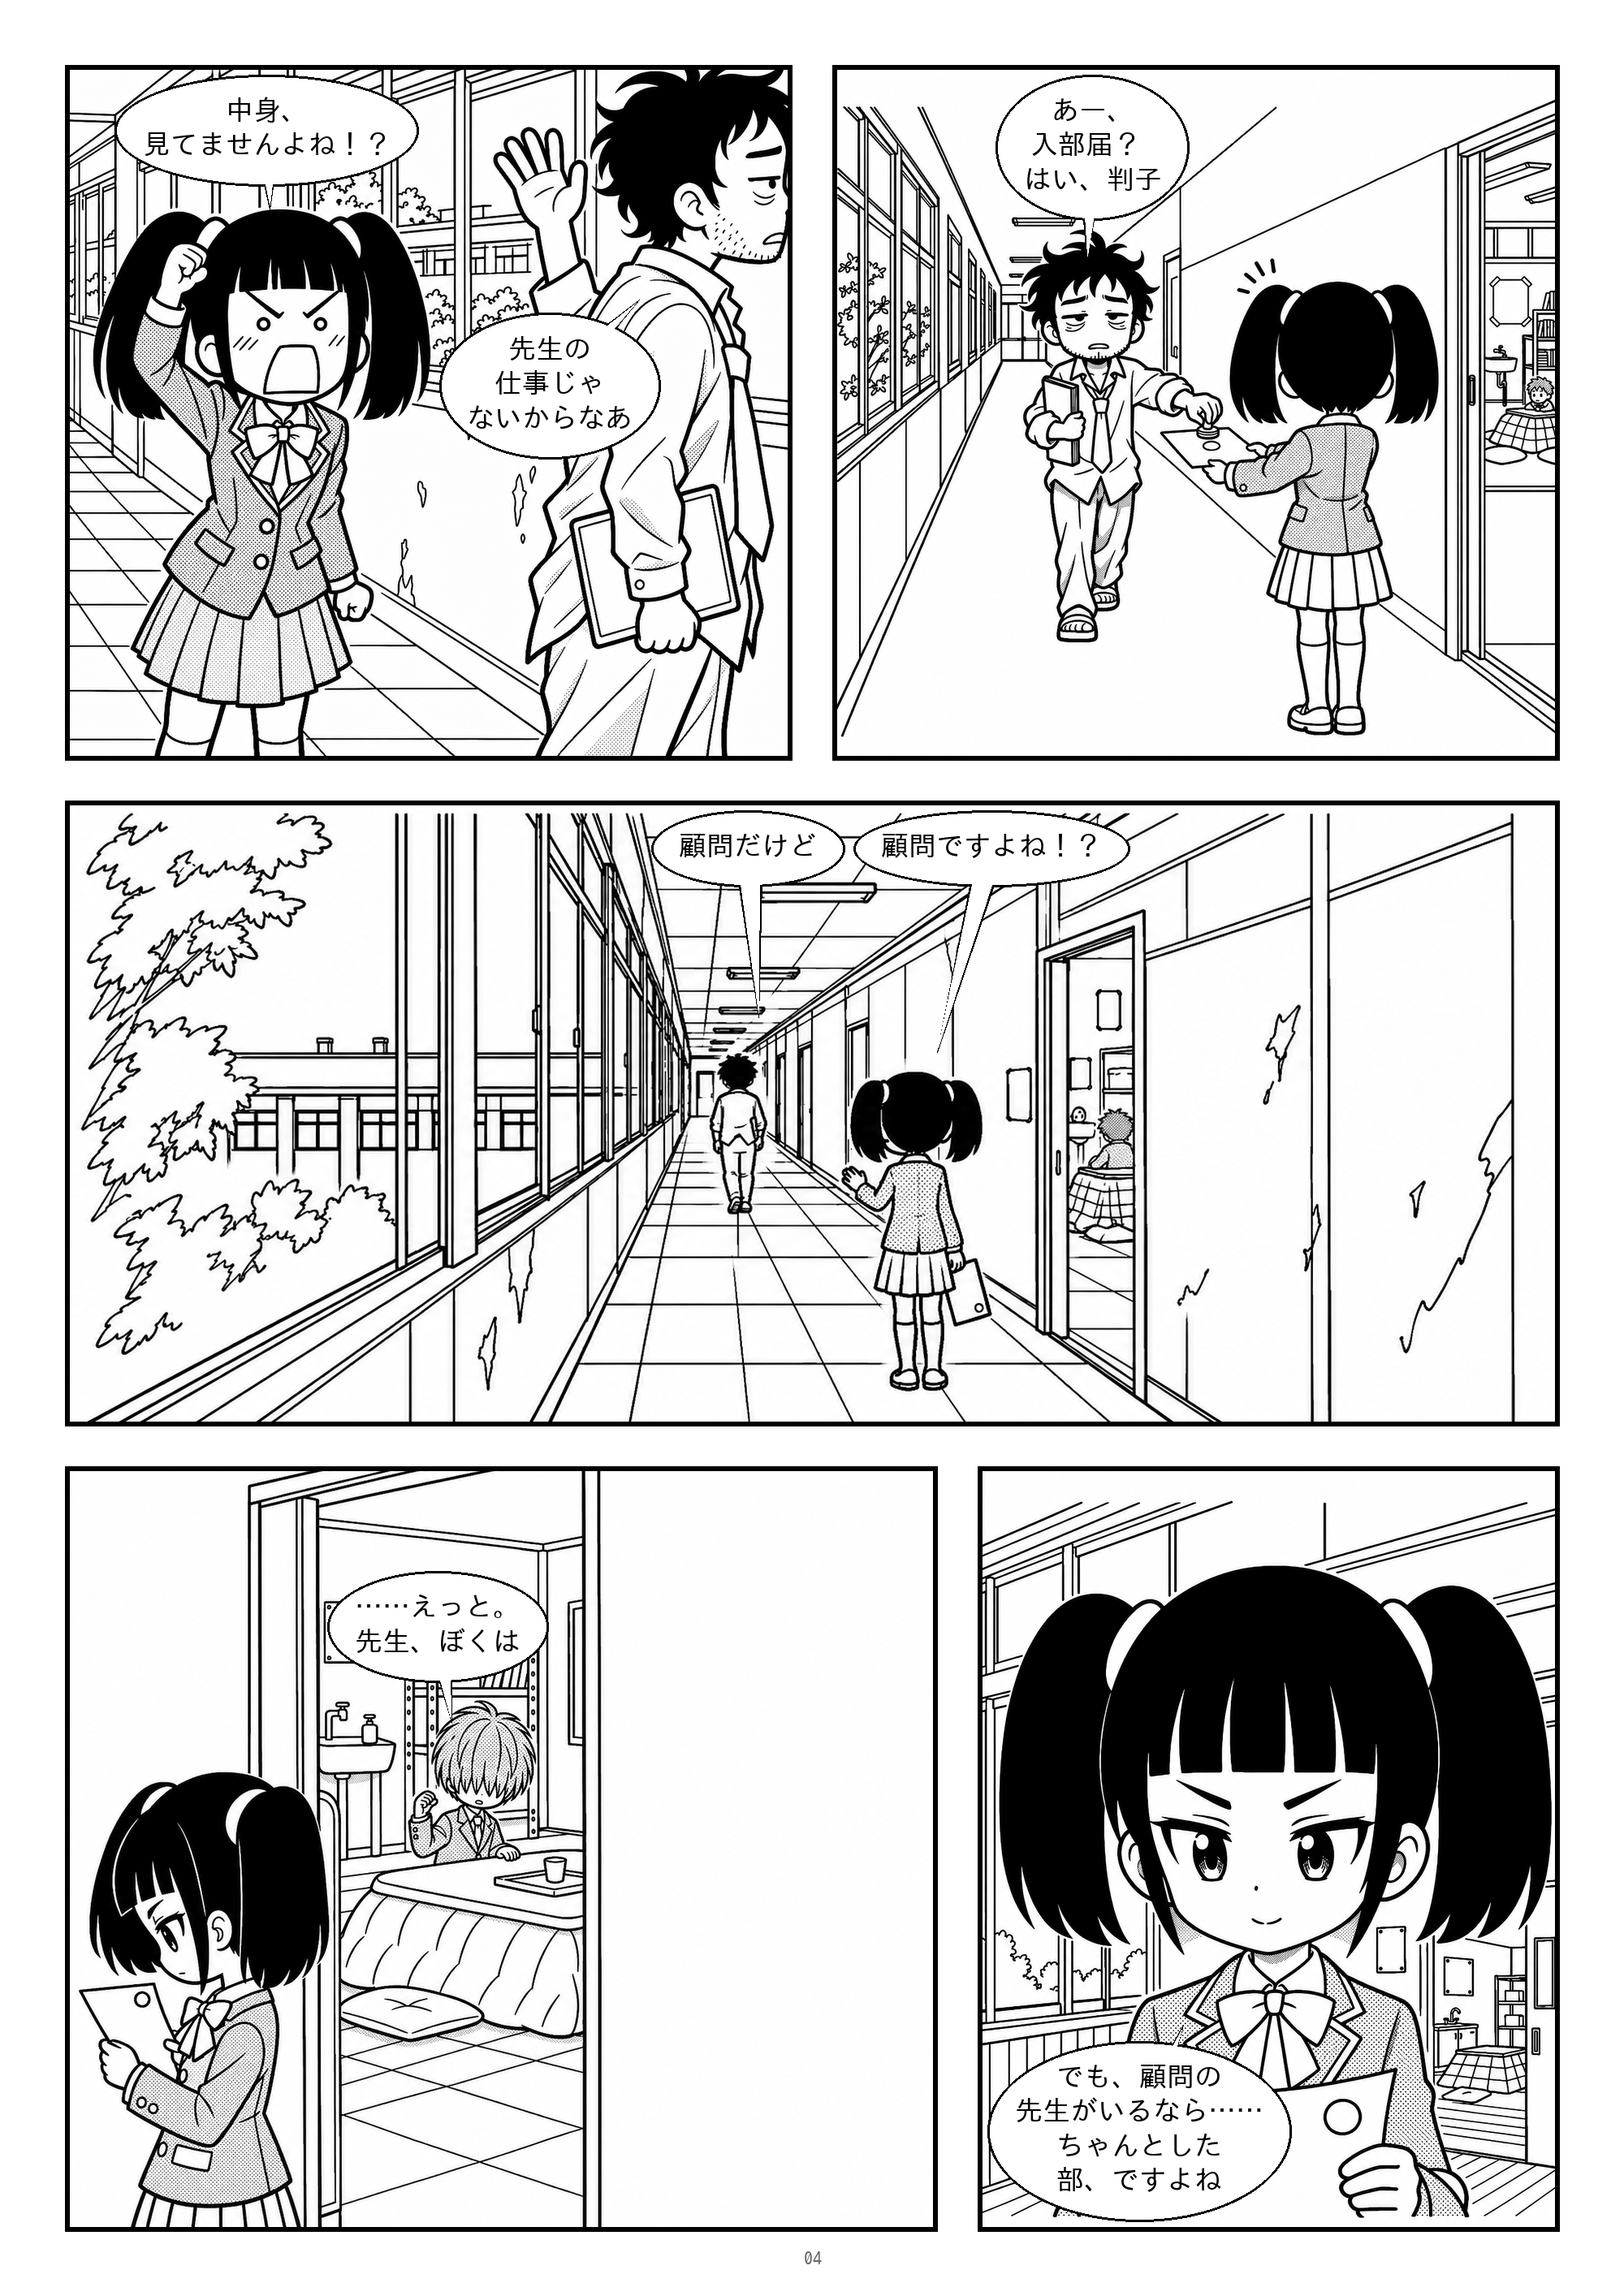 あー、
入部届？
はい、判子
中身、
見てませんよね！？
先生の
仕事じゃ
ないからなあ
顧問ですよね！？
顧問だけど
でも、顧問の
先生がいるなら……
ちゃんとした
部、ですよね
……えっと。
先生、ぼくは
04